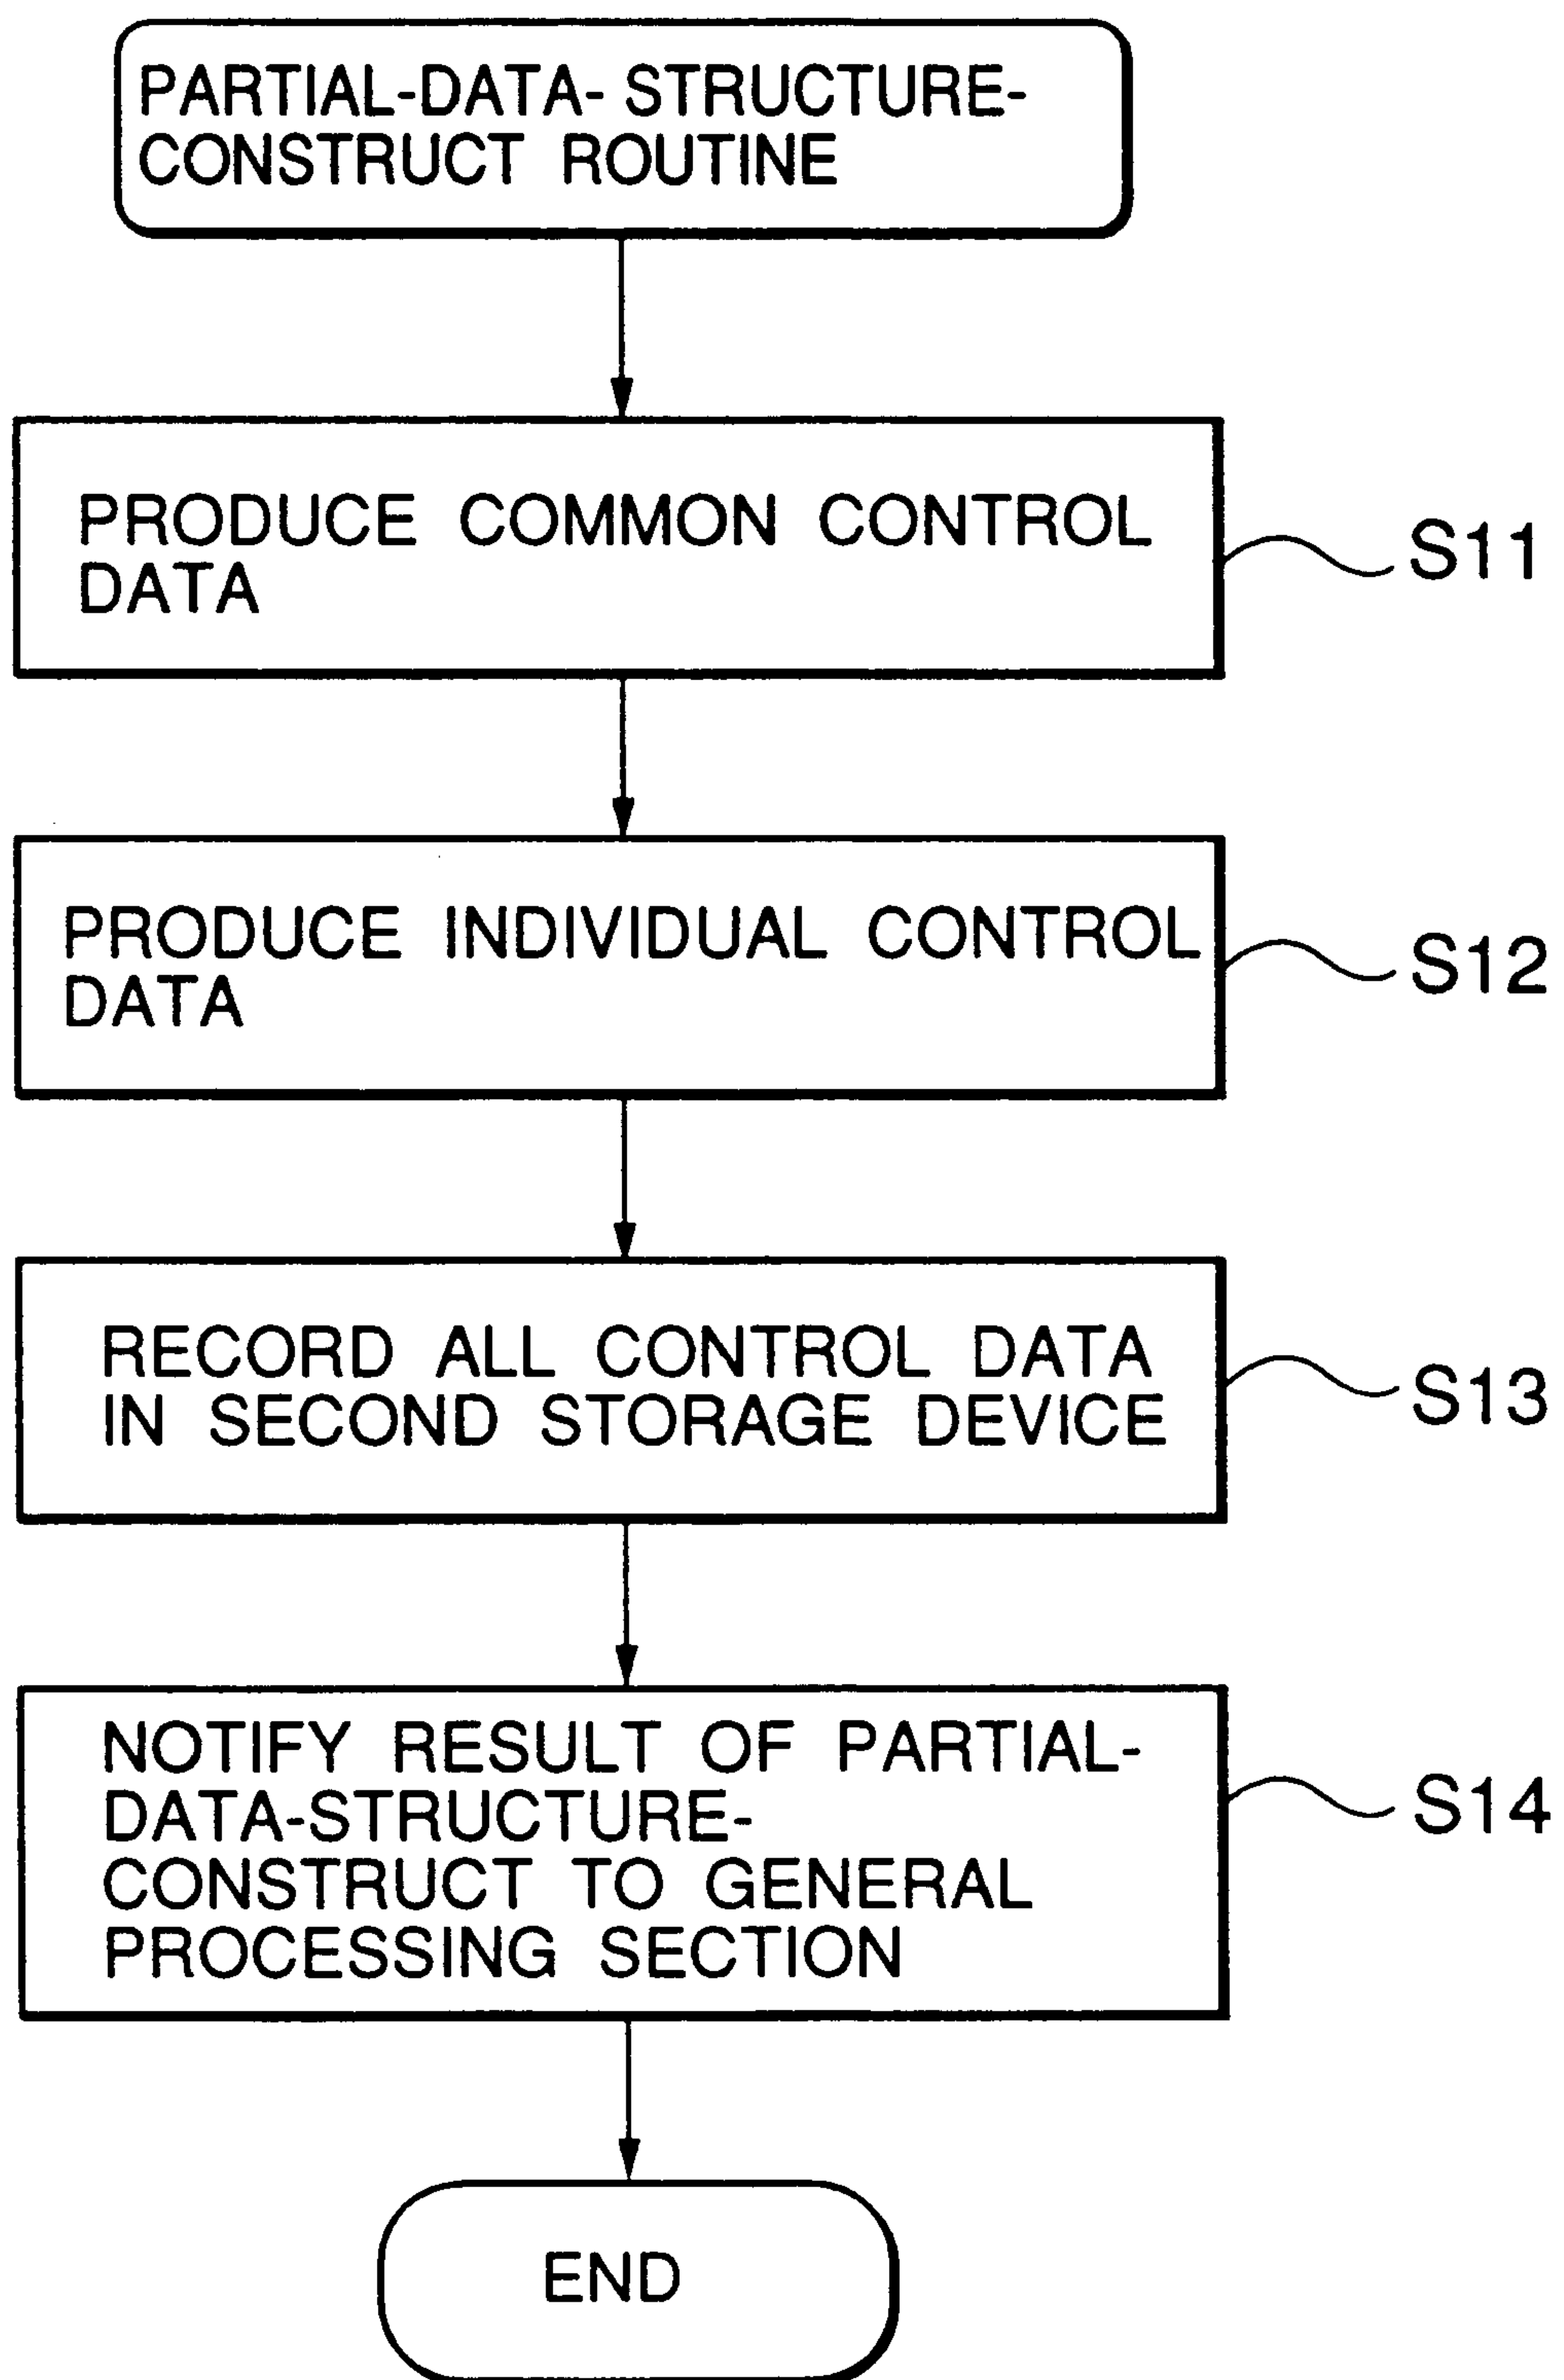 PARTIAL-DATA- STRUCTURE-
CONSTRUCT ROUTINE
PRODUCE COMMON CONTROL
DATA
S11
PRODUCE INDIVIDUAL CONTROL
DATA
S12
RECORD ALL CONTROL DATA
IN SECOND STORAGE DEVICE
S13
NOTIFY RESULT OF PARTIAL-
DATA-STRUCTURE-
CONSTRUCT TO GENERAL
PROCESSING SECTION
S14
END